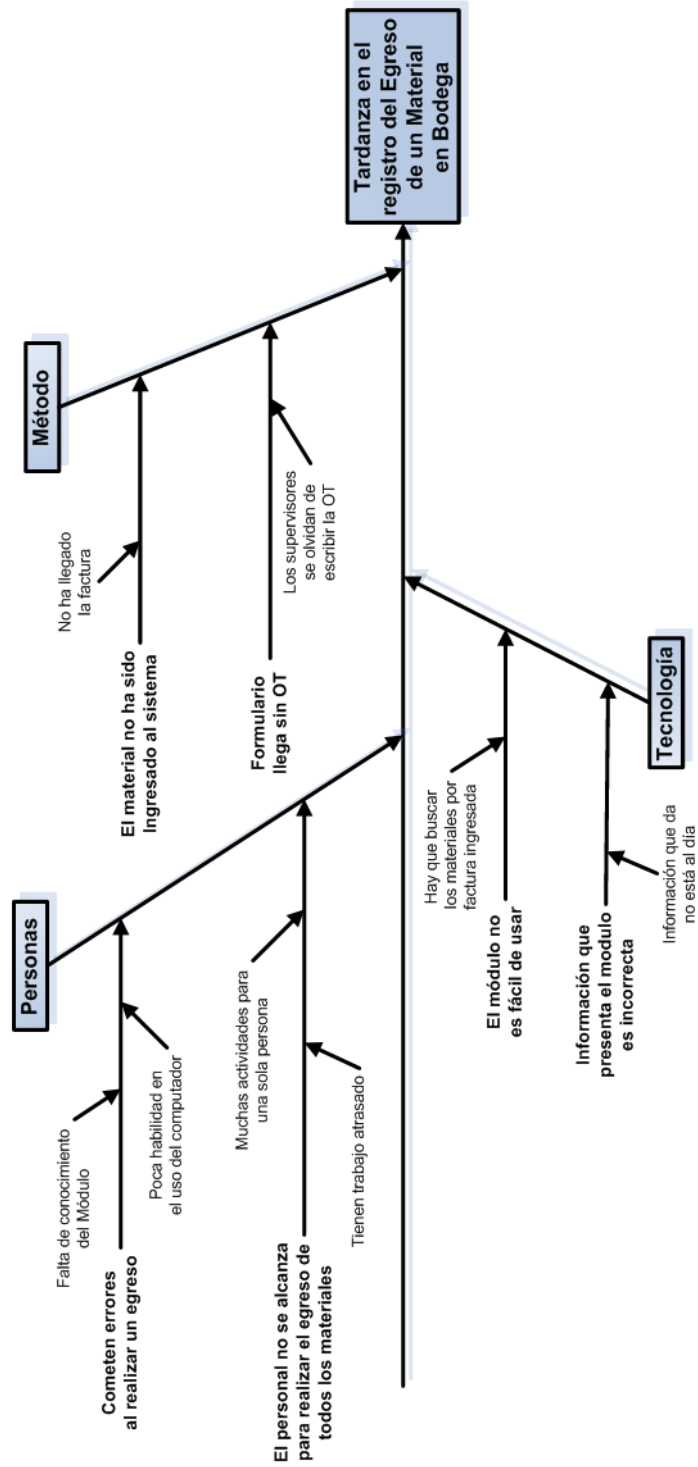 Personas
Falta de conocimiento
del Módulo
Cometen errores
al realizar un egreso
Poca habilidad en
el uso del computador
Muchas actividades para
una sola persona
El personal no se alcanza
para realizar el egreso de
todos los materiales
Tienen trabajo atrasado
Método
No ha llegado
la factura
El material no ha sido
Ingresado al sistema
Formulario
llega sin OT
Los supervisores
se olvidan de
escribir la OT
Tardanza en el
registro del Egreso
de un Material
en Bodega
Hay que buscar
los materiales por
factura ingresada
El módulo no
es fácil de usar
Información que
presenta el modulo
es incorrecta
Información que da
no está al día
Tecnología